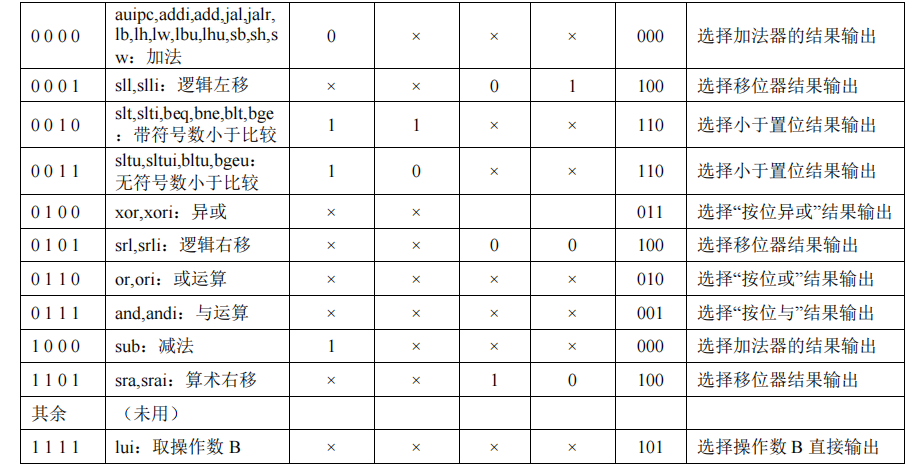 0 0 0 0 auipc,addi,add,jal,jalr,lb,lh,lw,lbu,lhu,sb,sh,sw：加法 0 × × × 000 选择加法器的结果输出
0 0 0 1 sll,slli：逻辑左移 × × 0 1 100 选择移位器结果输出
0 0 1 0 slt,slti,beq,bne,blt,bge：带符号数小于比较 1 1 × × 110 选择小于置位结果输出
0 0 1 1 sltu,sltui,bltu,bgeu：无符号数小于比较 1 0 × × 110 选择小于置位结果输出
0 1 0 0 xor,xori：异或 × × 011 选择“按位异或”结果输出
0 1 0 1 srl,srli：逻辑右移 × × 0 0 100 选择移位器结果输出
0 1 1 0 or,ori：或运算 × × × × 010 选择“按位或”结果输出
0 1 1 1 and,andi：与运算 × × × × 001 选择“按位与”结果输出
1 0 0 0 sub：减法 1 × × × 000 选择加法器的结果输出
1 1 0 1 sra,srai：算术右移 × × 1 0 100 选择移位器结果输出
其余 （未用）
1 1 1 1 lui：取操作数 B × × × × 101 选择操作数 B 直接输出